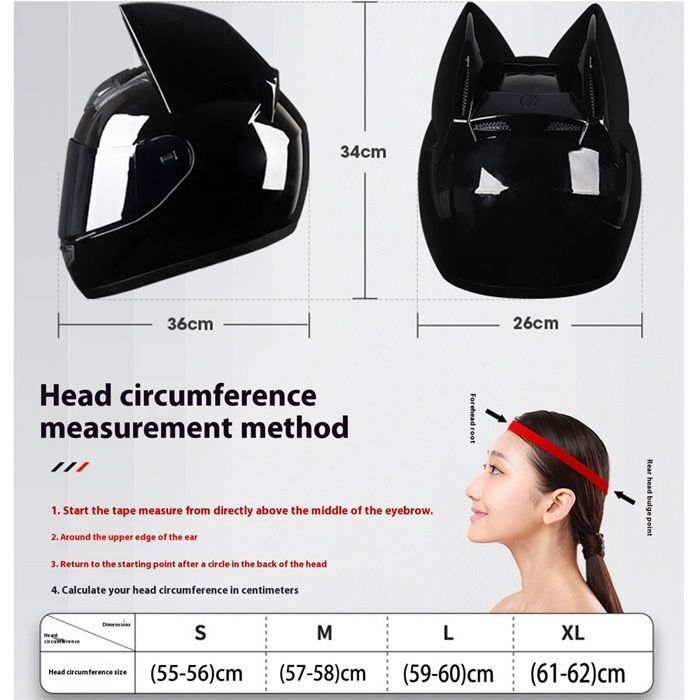 34cm
36cm
26cm
Head circumference
measurement method
Forehead root
Rear head bulge point
1. Start the tape measure from directly above the middle of the eyebrow.
2. Around the upper edge of the ear
3. Return to the starting point after a circle in the back of the head
4. Calculate your head circumference in centimeters
Dimensions
Head
circumference
S
M
L
XL
Head circumference size
(55-56)cm
(57-58)cm
(59-60)cm
(61-62)cm